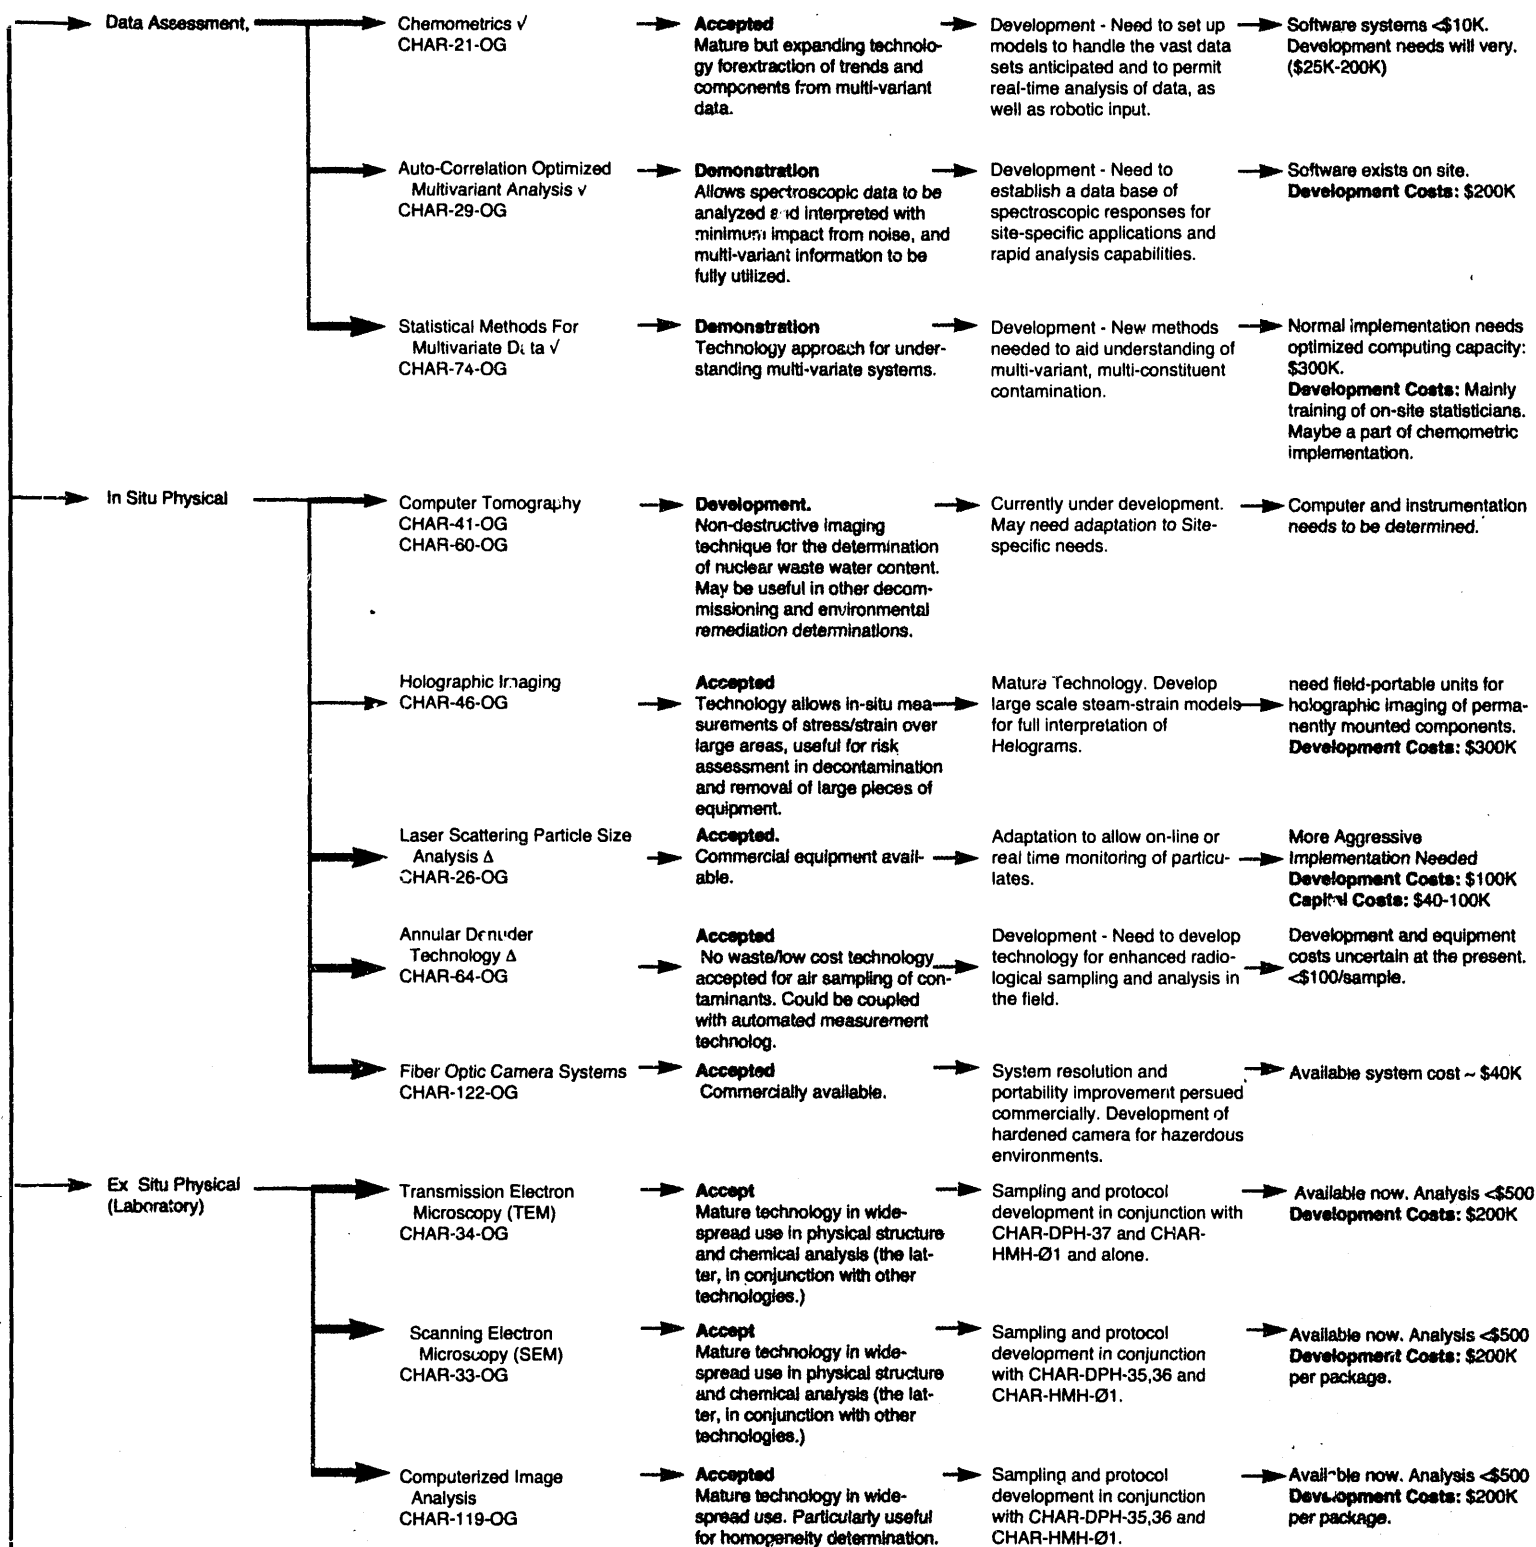 Data Assessment,
Chemometrics √
CHAR-21-OG
Accepted
Mature but expanding technolo-
gy forextraction of trends and
components from multi-variant
data.
Development - Need to set up
models to handle the vast data
sets anticipated and to permit
real-time analysis of data, as
well as robotic input.
Software systems <$10K.
Development needs will very.
($25K-200K)
Auto-Correlation Optimized
Multivariant Analysis √
CHAR-29-OG
Demonstration
Allows spectroscopic data to be
analyzed and interpreted with
minimum impact from noise, and
multi-variant information to be
fully utilized.
Development - Need to
establish a data base of
spectroscopic responses for
site-specific applications and
rapid analysis capabilities.
Software exists on site.
Development Costs: $200K
Statistical Methods For
Multivariate Data √
CHAR-74-OG
Demonstration
Technology approach for under-
standing multi-variate systems.
Development - New methods
needed to aid understanding of
multi-variant, multi-constituent
contamination.
Normal implementation needs
optimized computing capacity:
$300K.
Development Costs: Mainly
training of on-site statisticians.
Maybe a part of chemometric
implementation.
In Situ Physical
Computer Tomography
CHAR-41-OG
CHAR-60-OG
Development.
Non-destructive imaging
technique for the determination
of nuclear waste water content.
May be useful in other decom-
missioning and environmental
remediation determinations.
Currently under development.
May need adaptation to Site-
specific needs.
Computer and instrumentation
needs to be determined.
Holographic Imaging
CHAR-46-OG
Accepted
Technology allows in-situ mea-
surements of stress/strain over
large areas, useful for risk
assessment in decontamination
and removal of large pieces of
equipment.
Mature Technology. Develop
large scale steam-strain models
for full interpretation of
Helograms.
need field-portable units for
holographic imaging of perma-
nently mounted components.
Development Costs: $300K
Laser Scattering Particle Size
Analysis Δ
CHAR-26-OG
Accepted.
Commercial equipment avail-
able.
Adaptation to allow on-line or
real time monitoring of particu-
lates.
More Aggressive
Implementation Needed
Development Costs: $100K
Capital Costs: $40-100K
Annular Denuder
Technology Δ
CHAR-64-OG
Accepted
No waste/low cost technology
accepted for air sampling of con-
taminants. Could be coupled
with automated measurement
technolog.
Development - Need to develop
technology for enhanced radio-
logical sampling and analysis in
the field.
Development and equipment
costs uncertain at the present.
<$100/sample.
Fiber Optic Camera Systems
CHAR-122-OG
Accepted
Commercially available.
System resolution and
portability improvement persued
commercially. Development of
hardened camera for hazerdous
environments.
Available system cost ~ $40K
Ex Situ Physical
(Laboratory)
Transmission Electron
Microscopy (TEM)
CHAR-34-OG
Accept
Mature technology in wide-
spread use in physical structure
and chemical analysis (the lat-
ter, in conjunction with other
technologies.)
Sampling and protocol
development in conjunction with
CHAR-DPH-37 and CHAR-
HMH-Ø1 and alone.
Available now. Analysis <$500
Development Costs: $200K
Scanning Electron
Microscopy (SEM)
CHAR-33-OG
Accept
Mature technology in wide-
spread use in physical structure
and chemical analysis (the lat-
ter, in conjunction with other
technologies.)
Sampling and protocol
development in conjunction
with CHAR-DPH-35,36 and
CHAR-HMH-Ø1.
Available now. Analysis <$500
Development Costs: $200K
per package.
Computerized Image
Analysis
CHAR-119-OG
Accepted
Mature technology in wide-
spread use. Particularly useful
for homogeneity determination.
Sampling and protocol
development in conjunction
with CHAR-DPH-35,36 and
CHAR-HMH-Ø1.
Available now. Analysis <$500
Development Costs: $200K
per package.